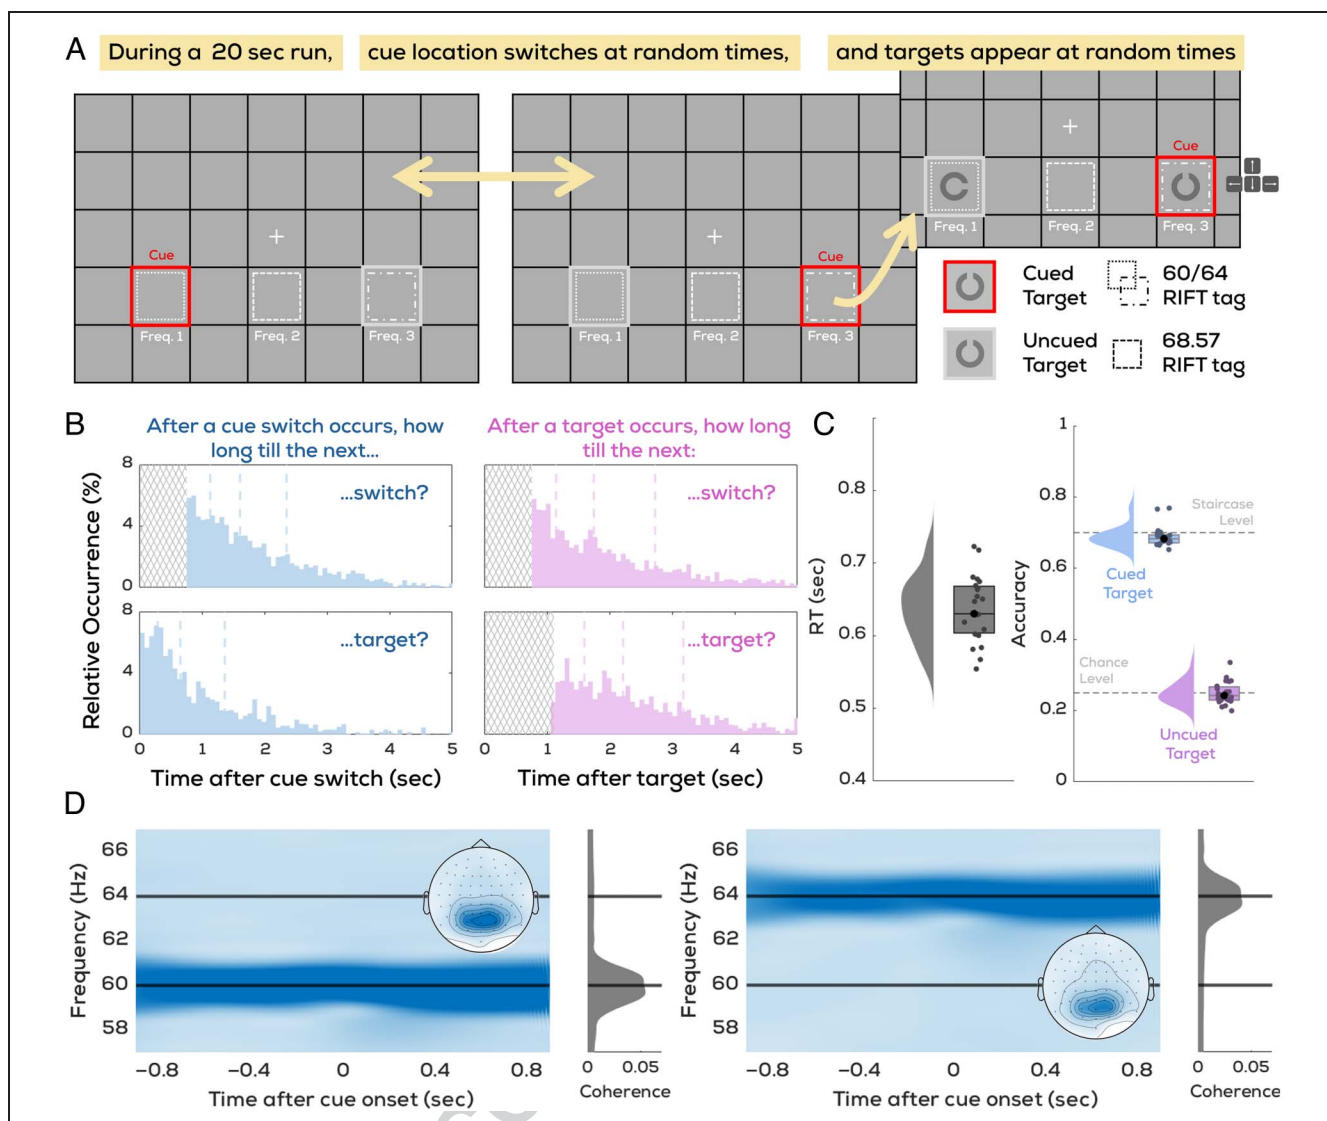 A
During a 20 sec run,
cue location switches at random times,
and targets appear at random times
Cue
Freq. 1
Freq. 2
Freq. 3
Cue
Freq. 1
Freq. 2
Freq. 3
Cue
Freq. 1
Freq. 2
Freq. 3
Cued
Target
60/64
RIFT tag
Uncued
Target
68.57
RIFT tag
B
After a cue switch occurs, how
long till the next...
After a target occurs, how long
till the next:
Relative Occurrence (%)
8
4
0
...switch?
...switch?
8
4
0
...target?
...target?
0 1 2 3 4 5
0 1 2 3 4 5
Time after cue switch (sec)
Time after target (sec)
C
RT (sec)
0.8
0.7
0.6
0.5
0.4
Accuracy
1
0.8
0.6
0.4
0.2
0
Staircase
Level
Cued
Target
Chance
Level
Uncued
Target
D
Frequency (Hz)
66
64
62
60
58
−0.8 −0.4 0 0.4 0.8
Time after cue onset (sec)
0 0.05
Coherence
Frequency (Hz)
66
64
62
60
58
−0.8 −0.4 0 0.4 0.8
Time after cue onset (sec)
0 0.05
Coherence